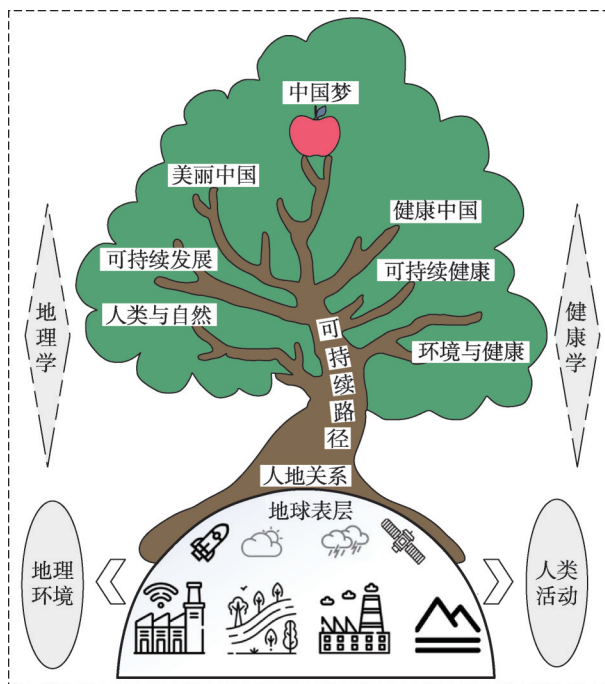 中国梦
美丽中国
健康中国
可持续发展
可持续健康
人类与自然
环境与健康
可持续路径
地理学
健康学
人地关系
地球表层
地理
环境
人类
活动